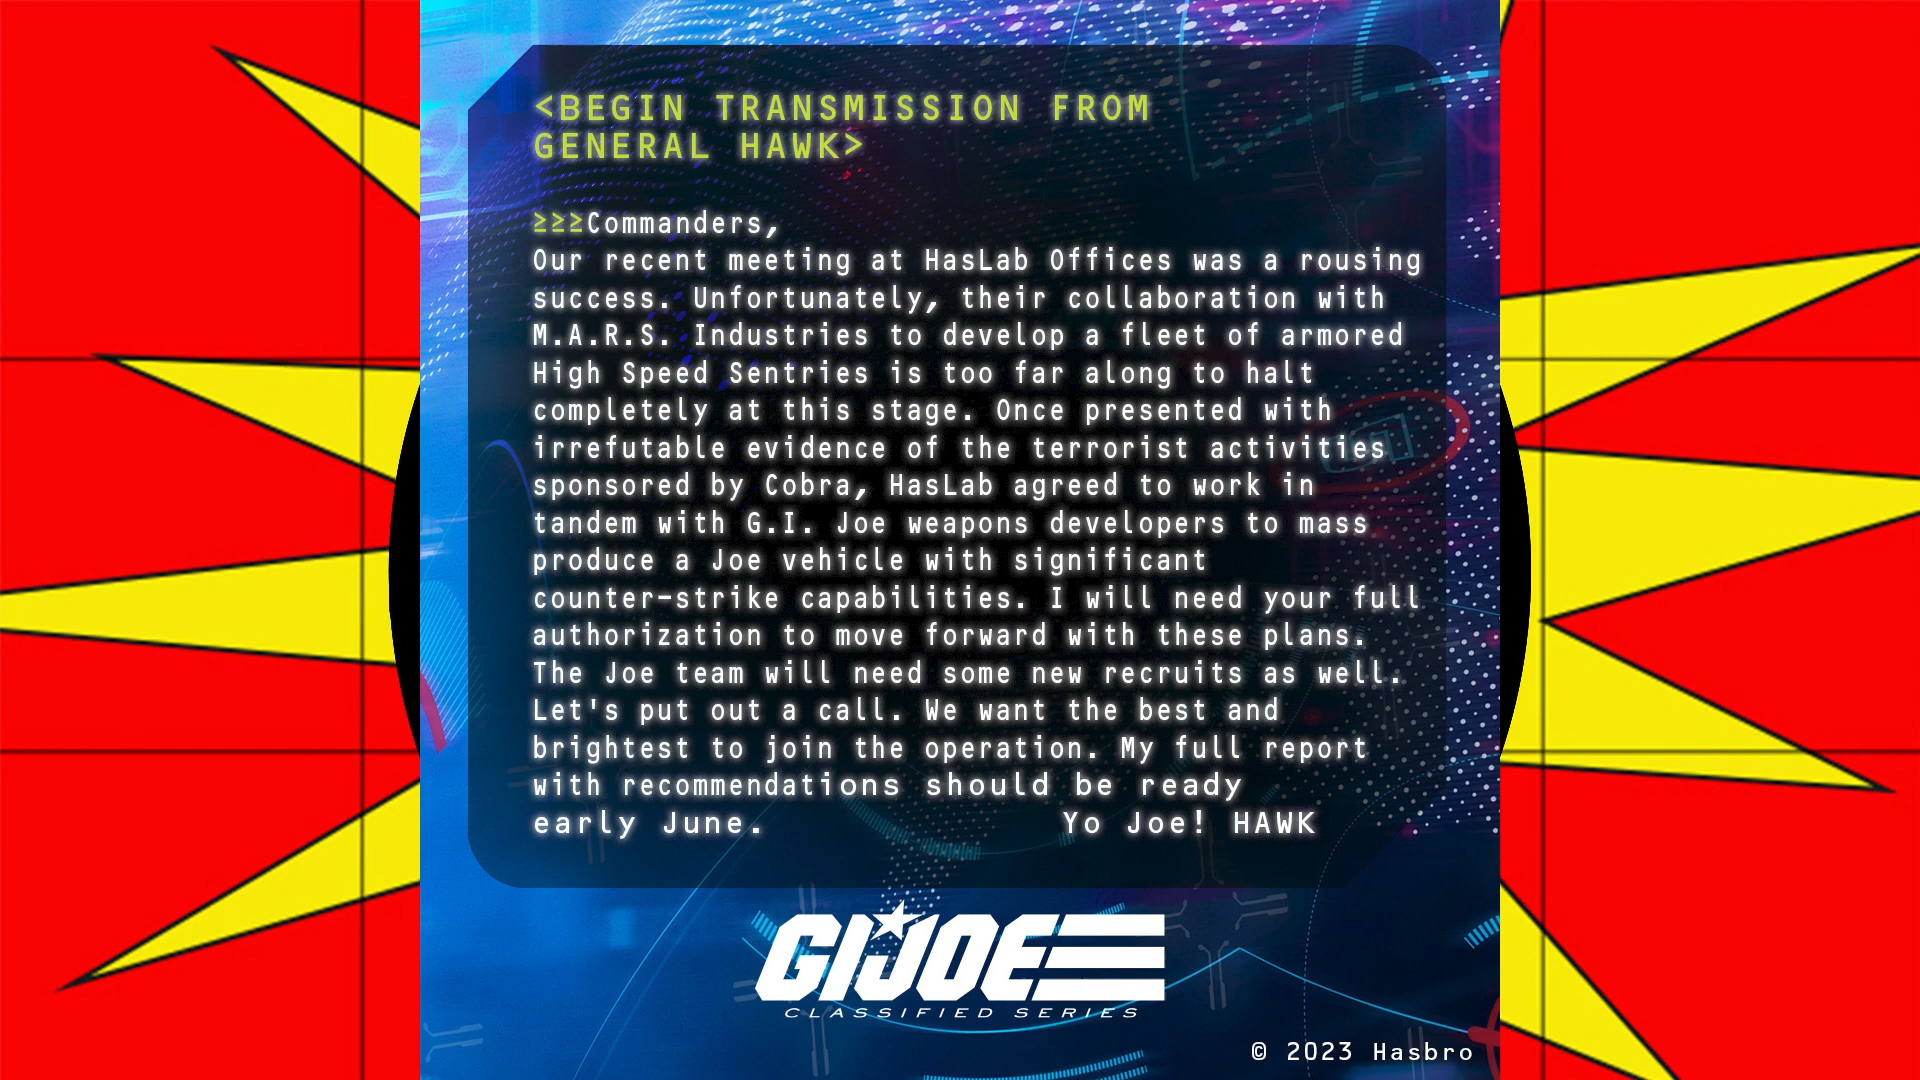 <BEGIN TRANSMISSION FROM
GENERAL HAWK>
≥≥≥Commanders,
Our recent meeting at HasLab Offices was a rousing
success. Unfortunately, their collaboration with
M.A.R.S. Industries to develop a fleet of armored
High Speed Sentries is too far along to halt
completely at this stage. Once presented with
irrefutable evidence of the terrorist activities
sponsored by Cobra, HasLab agreed to work in
tandem with G.I. Joe weapons developers to mass
produce a Joe vehicle with significant
counter-strike capabilities. I will need your full
authorization to move forward with these plans.
The Joe team will need some new recruits as well.
Let's put out a call. We want the best and
brightest to join the operation. My full report
with recommendations should be ready
early June. Yo Joe! HAWK
GIJOE
CLASSIFIED SERIES
© 2023 Hasbro